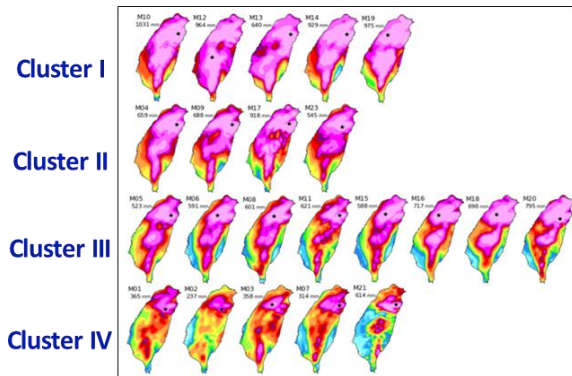 M10 M12 M13 M14 M19
1031 mm 964 mm 640 mm 929 mm 975 mm
Cluster I
M04 M09 M17 M23
659 mm 688 mm 918 mm 545 mm
Cluster II
M05 M06 M08 M11 M15 M16 M18 M20
523 mm 591 mm 601 mm 621 mm 588 mm 717 mm 698 mm 795 mm
Cluster III
M01 M02 M03 M07 M21
365 mm 237 mm 358 mm 314 mm 614 mm
Cluster IV